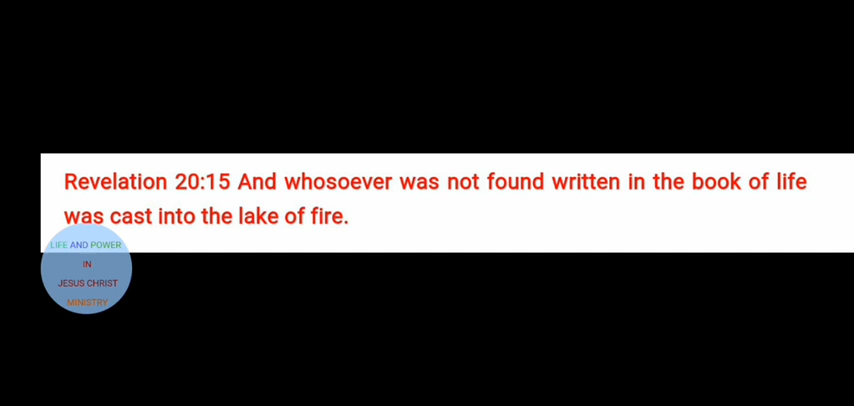 Revelation 20:15 And whosoever was not found written in the book of life
was cast into the lake of fire.
LIFE AND POWER
IN
JESUS CHRIST
MINISTRY